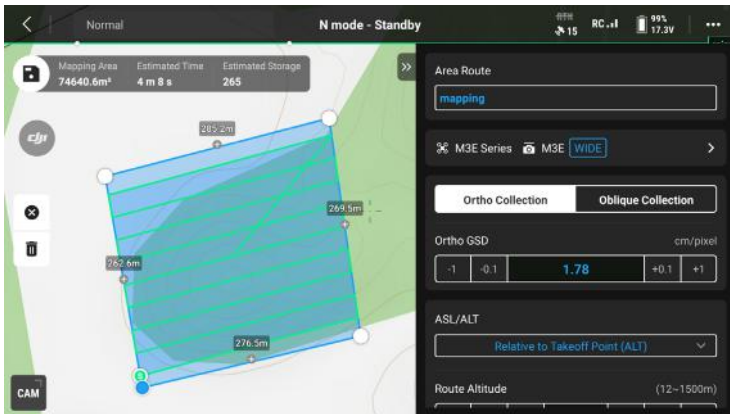 Normal
N mode - Standby
15
RC
99%
17.3V
Mapping Area
Estimated Time
Estimated Storage
74640.6m²
4 m 8 s
265
dji
285.2m
269.5m
262.6m
276.5m
S
CAM
Area Route
mapping
M3E Series
M3E
WIDE
Ortho Collection
Oblique Collection
Ortho GSD
cm/pixel
-1
-0.1
1.78
+0.1
+1
ASL/ALT
Relative to Takeoff Point (ALT)
Route Altitude
(12~1500m)